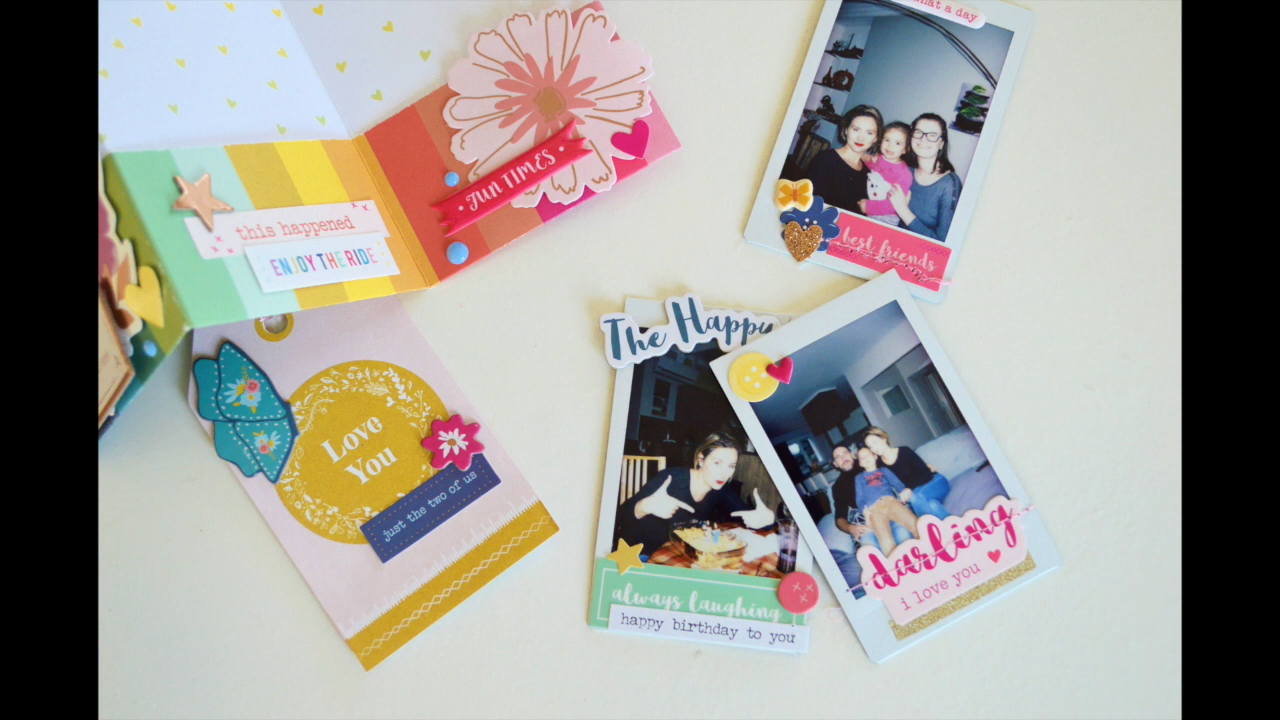 what a day
FUN TIMES
this happened
ENJOY THE RIDE
best friends
The Happy
Love
You
just the two of us
darling
i love you
always laughing
happy birthday to you